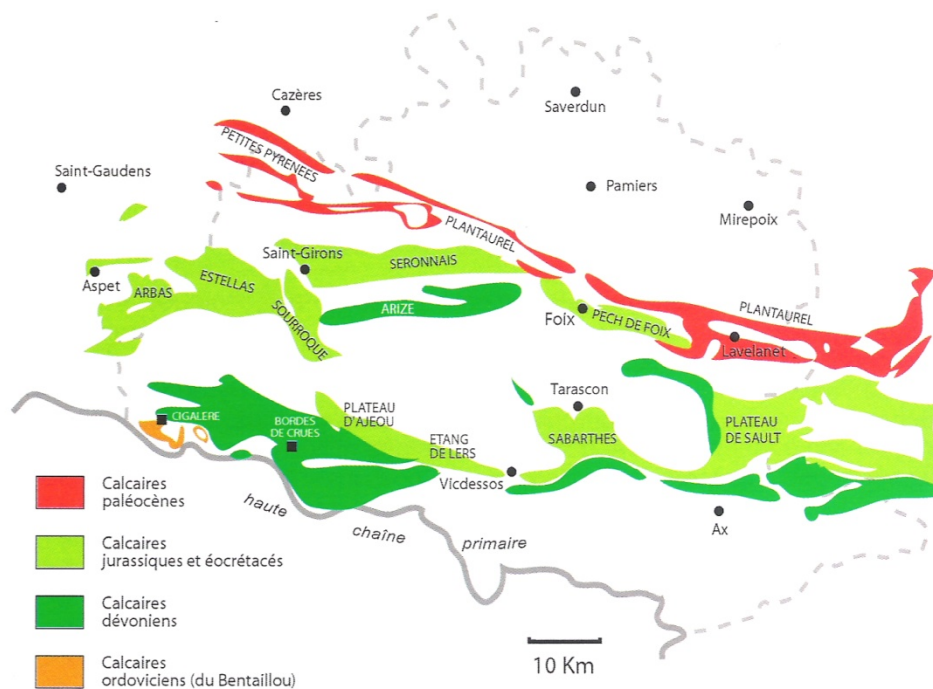 Cazères
Saverdun
PETITES PYRENEES
Saint-Gaudens
Pamiers
Mirepoix
PLANTAUREL
Saint-Girons
SERONNAIS
Aspet
ESTELLAS
ARBAS
SOURROQUE
ARIZE
Foix
PECH DE FOIX
PLANTAUREL
Lavelanet
Tarascon
CIGALERE
BORDES
DE CRUES
PLATEAU
D'AJEOU
ETANG
DE LERS
SABARTHES
PLATEAU
DE SAULT
Vicdessos
Ax
haute
chaîne
primaire
Calcaires
paléocènes
Calcaires
jurassiques et éocrétacés
Calcaires
dévoniens
Calcaires
ordoviciens (du Bentaillou)
10 Km